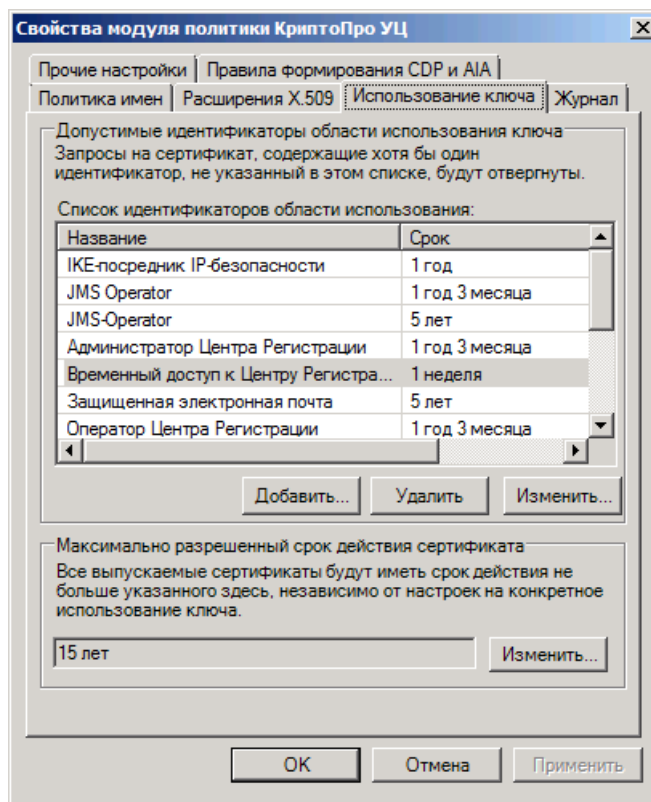 Свойства модуля политики КриптоПро УЦ
Прочие настройки
Правила формирования CDP и AIA
Политика имен
Расширения X.509
Использование ключа
Журнал
Допустимые идентификаторы области использования ключа
Запросы на сертификат, содержащие хотя бы один
идентификатор, не указанный в этом списке, будут отвергнуты.
Список идентификаторов области использования:
Название Срок
IKE-посредник IP-безопасности 1 год
JMS Operator 1 год 3 месяца
JMS-Operator 5 лет
Администратор Центра Регистрации 1 год 3 месяца
Временный доступ к Центру Регистра... 1 неделя
Защищенная электронная почта 5 лет
Оператор Центра Регистрации 1 год 3 месяца
Добавить... Удалить Изменить...
Максимально разрешенный срок действия сертификата
Все выпускаемые сертификаты будут иметь срок действия не
больше указанного здесь, независимо от настроек на конкретное
использование ключа.
15 лет Изменить...
OK Отмена Применить